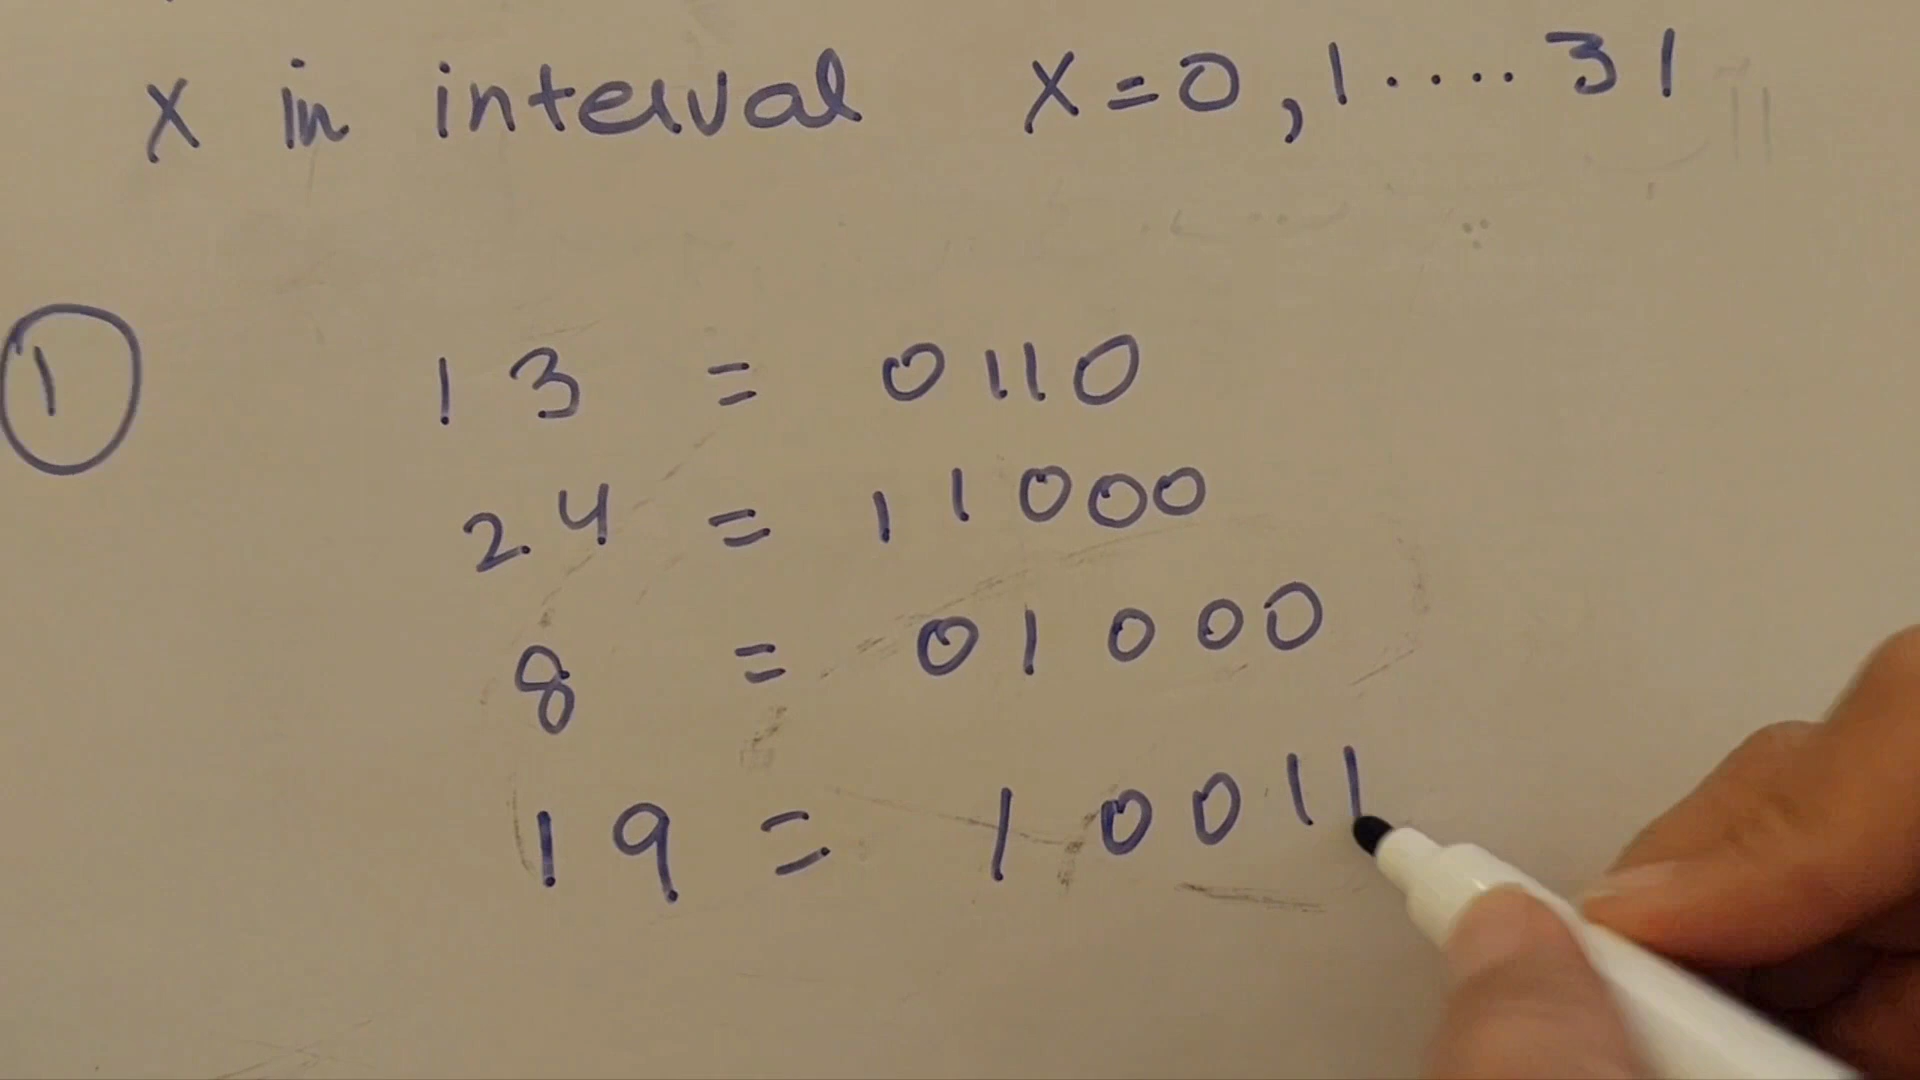 x in interval x=0,1.....31
1 13 = 0110
24 = 11000
8 = 01000
19 = 10011